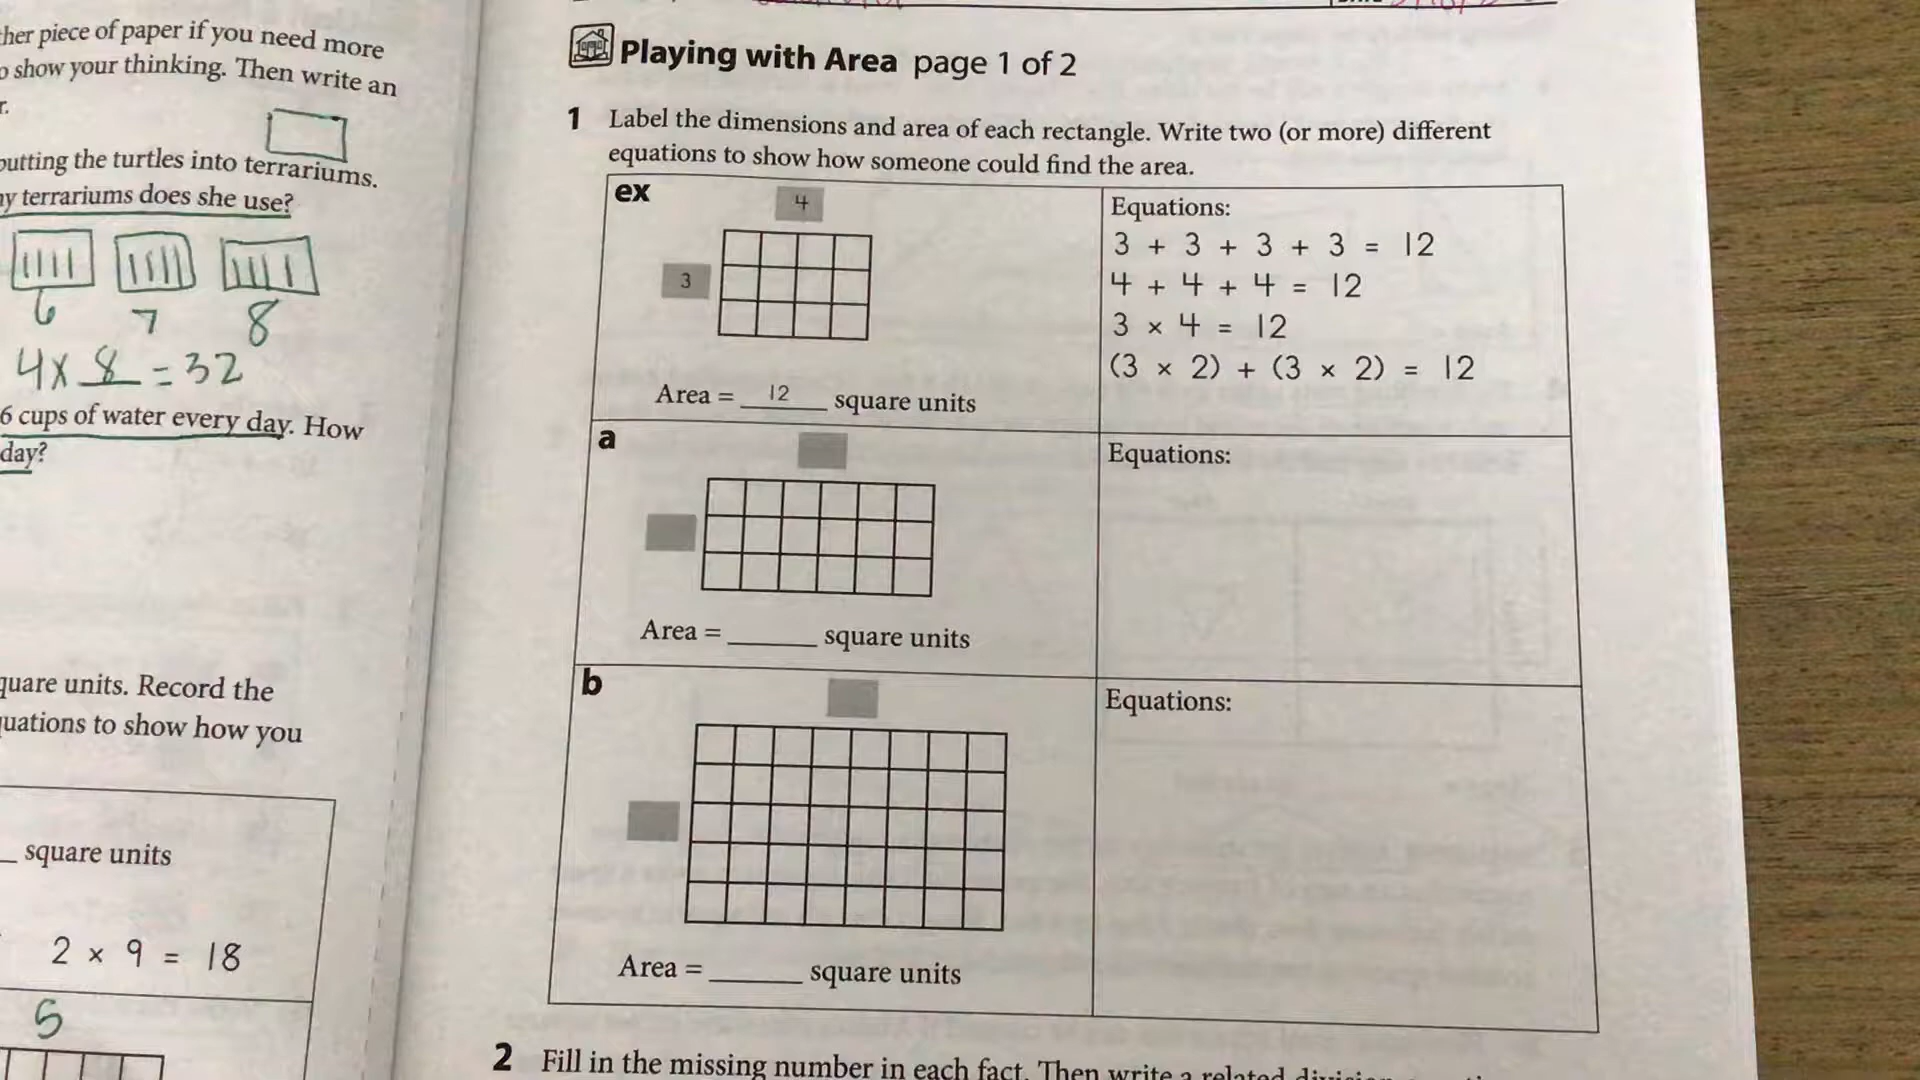 her piece of paper if you need more
o show your thinking. Then write an
r.
putting the turtles into terrariums.
ny terrariums does she use?
6 7 8
4 x 8 = 32
6 cups of water every day. How
day?
quare units. Record the
quations to show how you
square units
2 × 9 = 18
5
Playing with Area page 1 of 2
1 Label the dimensions and area of each rectangle. Write two (or more) different
equations to show how someone could find the area.
ex
4
3
Area = 12 square units
Equations:
3 + 3 + 3 + 3 = 12
4 + 4 + 4 = 12
3 × 4 = 12
(3 × 2) + (3 × 2) = 12
a
Area = ______ square units
Equations:
b
Area = ______ square units
Equations:
2 Fill in the missing number in each fact. Then write a related division